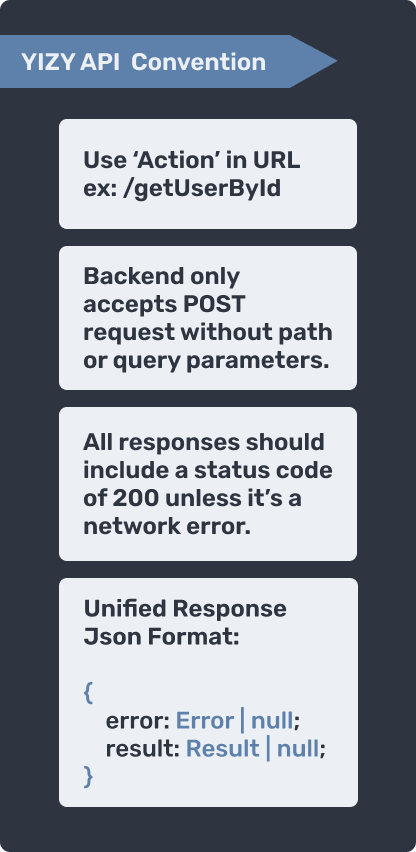 YIZY API  Convention
Use ‘Action’ in URL
ex: /getUserById
Backend only
accepts POST
request without path
or query parameters.
All responses should
include a status code
of 200 unless it’s a
network error.
Unified Response
Json Format:
{
error: Error | null;
result: Result | null;
}